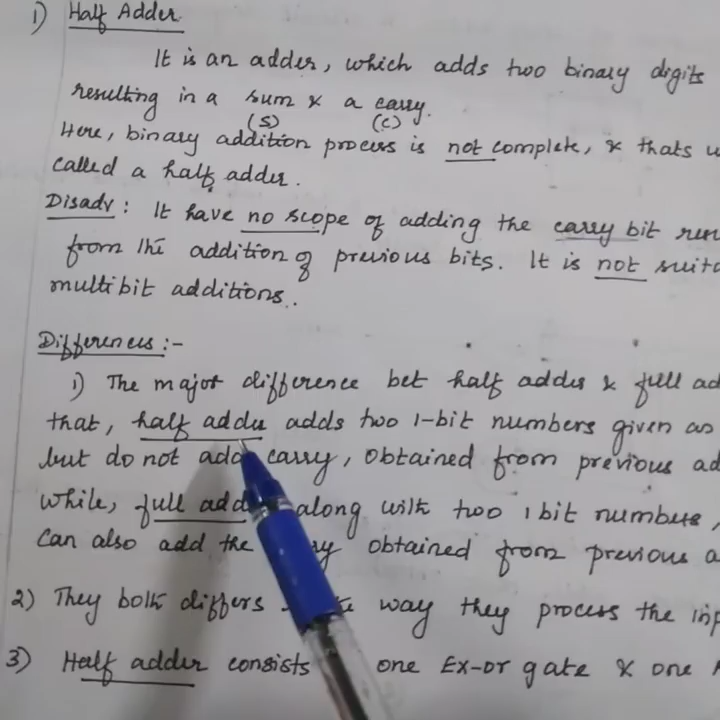 1) Half Adder.
It is an adder, which adds two binary digits
resulting in a sum & a carry.
(S) (C)
Here, binary addition process is not complete, & thats
called a half adder.
Disadv : It have no scope of adding the carry bit
from the addition of previous bits. It is not
multibit additions.
Differences :-
1) The major difference bet half adder & full
that, half adder adds two 1-bit numbers given as
but do not add carry, obtained from previous
while, full along with two 1 bit numbers,
Can also add the obtained from previous
2) They both differs way they process the
3) Half adder consists one Ex-or gate & one